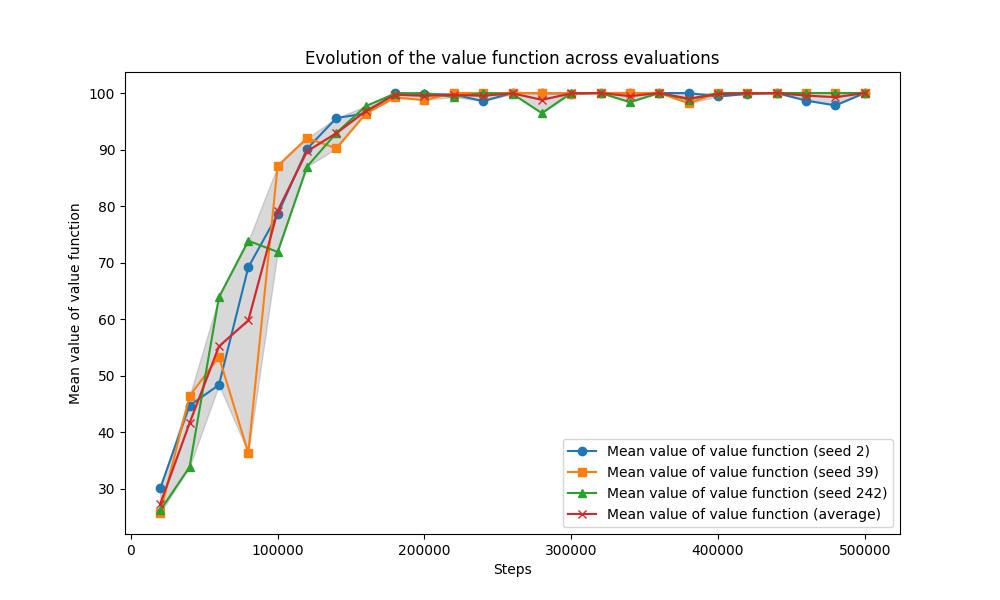 Evolution of the value function across evaluations
Mean value of value function
100
90
80
70
60
50
40
30
0
100000
200000
300000
400000
500000
Steps
Mean value of value function (seed 2)
Mean value of value function (seed 39)
Mean value of value function (seed 242)
Mean value of value function (average)